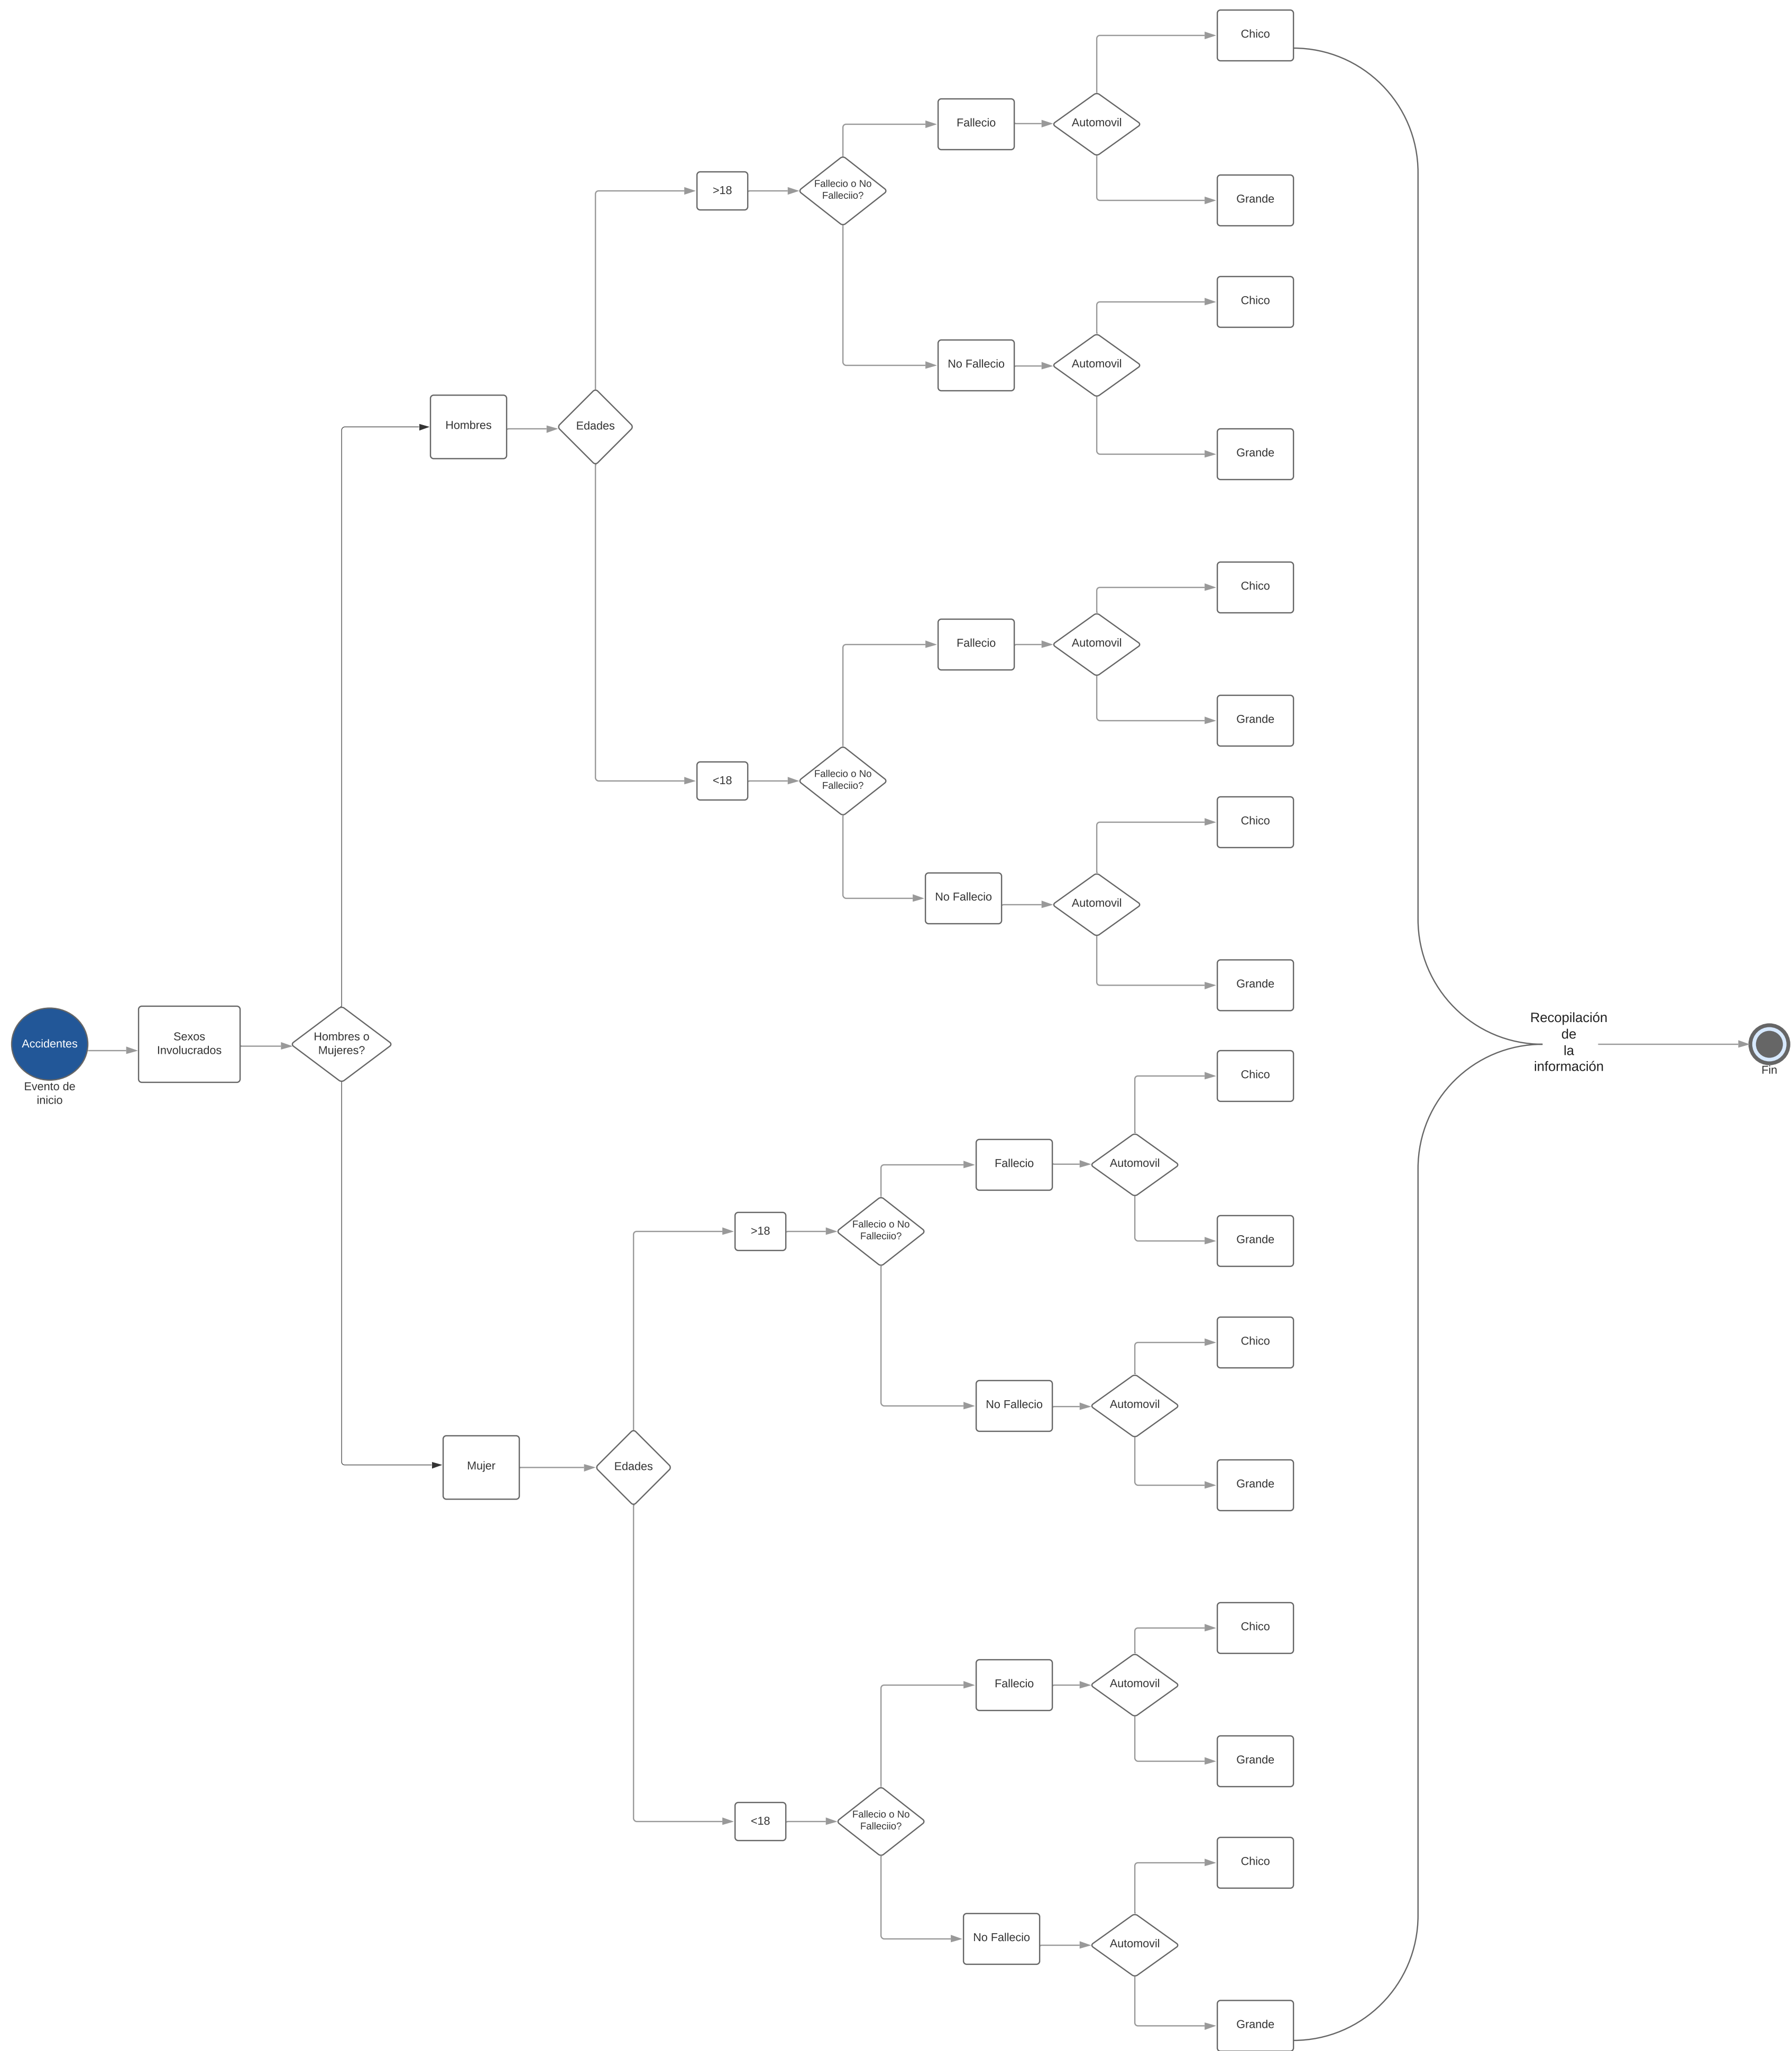 Accidentes
Evento de
inicio
Sexos
Involucrados
Hombres o
Mujeres?
Hombres
Edades
>18
Fallecio o No
Falleciio?
Fallecio
Automovil
Chico
Grande
No Fallecio
Automovil
Chico
Grande
<18
Fallecio o No
Falleciio?
Fallecio
Automovil
Chico
Grande
No Fallecio
Automovil
Chico
Grande
Mujer
Edades
>18
Fallecio o No
Falleciio?
Fallecio
Automovil
Chico
Grande
No Fallecio
Automovil
Chico
Grande
<18
Fallecio o No
Falleciio?
Fallecio
Automovil
Chico
Grande
No Fallecio
Automovil
Chico
Grande
Recopilación
de
la
información
Fin